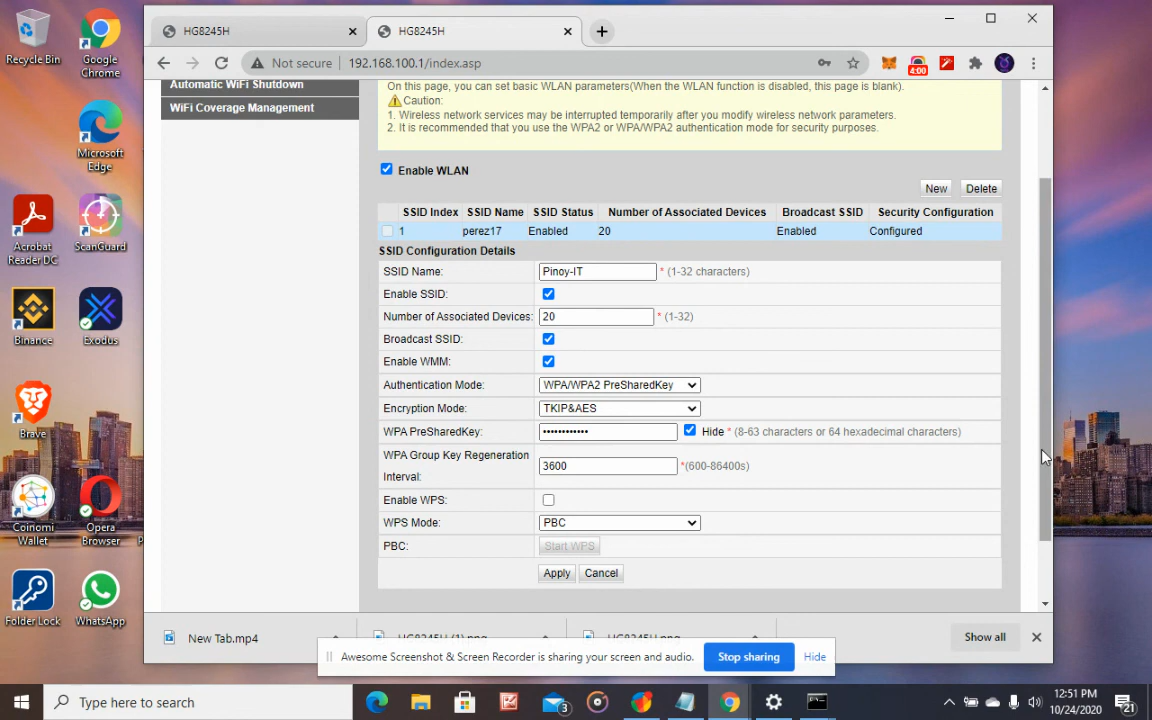 Recycle Bin
Google Chrome
Microsoft Edge
Acrobat Reader DC
ScanGuard
Binance
Exodus
Brave
Coinomi Wallet
Opera Browser
Folder Lock
WhatsApp
HG8245H
HG8245H
Not secure 192.168.100.1/index.asp
4:00
Automatic WiFi Shutdown
WiFi Coverage Management
On this page, you can set basic WLAN parameters(When the WLAN function is disabled, this page is blank).
Caution:
1. Wireless network services may be interrupted temporarily after you modify wireless network parameters.
2. It is recommended that you use the WPA2 or WPA/WPA2 authentication mode for security purposes.
Enable WLAN
New Delete
SSID Index SSID Name SSID Status Number of Associated Devices Broadcast SSID Security Configuration
1 perez17 Enabled 20 Enabled Configured
SSID Configuration Details
SSID Name: Pinoy-IT * (1-32 characters)
Enable SSID:
Number of Associated Devices: 20 * (1-32)
Broadcast SSID:
Enable WMM:
Authentication Mode: WPA/WPA2 PreSharedKey
Encryption Mode: TKIP&AES
WPA PreSharedKey: •••••••••••• Hide * (8-63 characters or 64 hexadecimal characters)
WPA Group Key Regeneration Interval: 3600 *(600-86400s)
Enable WPS:
WPS Mode: PBC
PBC: Start WPS
Apply Cancel
New Tab.mp4
HG8245H (1).png
HG8245H.png
Show all
Awesome Screenshot & Screen Recorder is sharing your screen and audio. Stop sharing Hide
Type here to search
3
12:51 PM
10/24/2020
21